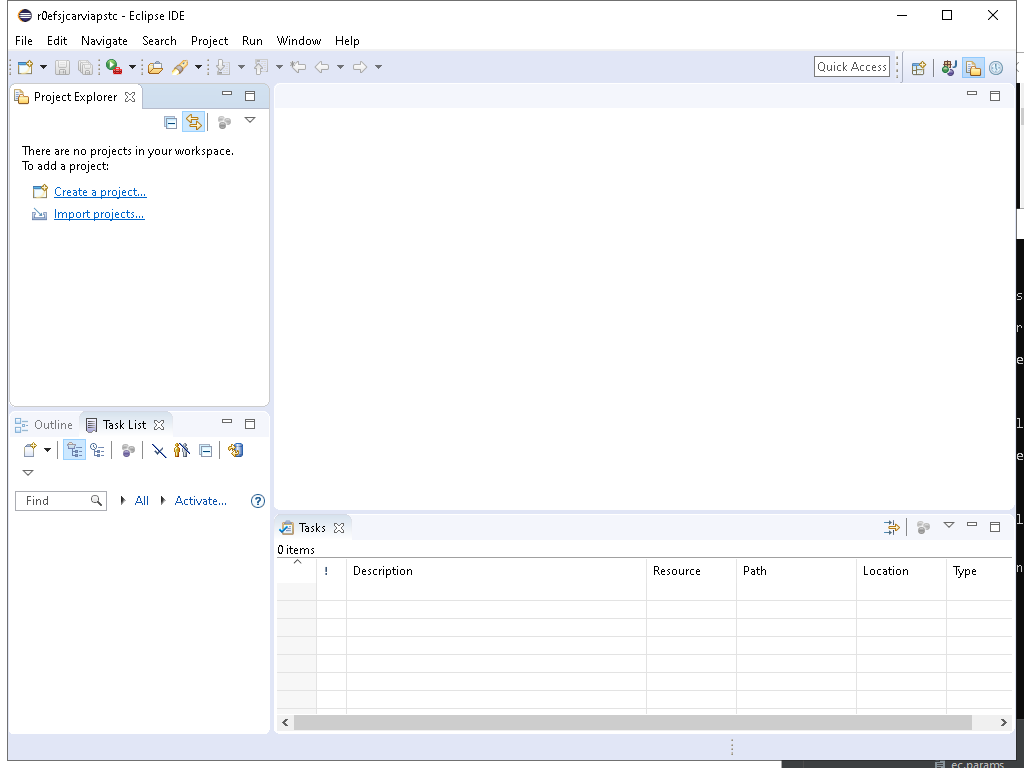 r0efsjcarviapstc - Eclipse IDE
File Edit Navigate Search Project Run Window Help
Quick Access
Project Explorer
There are no projects in your workspace.
To add a project:
Create a project...
Import projects...
Outline Task List
Find All Activate...
Tasks
0 items
! Description Resource Path Location Type
s
r
e
l
e
l
n
ec.params